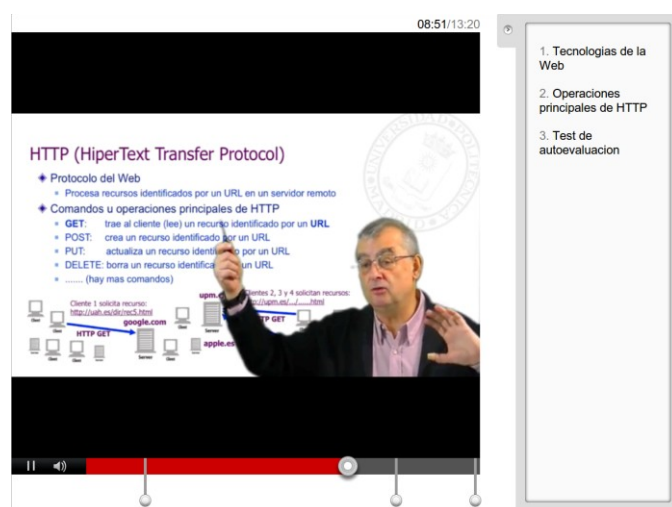 08:51/13:20
HTTP (HiperText Transfer Protocol)
Protocolo del Web
Procesa recursos identificados por un URL en un servidor remoto
Comandos u operaciones principales de HTTP
GET: trae al cliente (lee) un recurso identificado por un URL
POST: crea un recurso identificado por un URL
PUT: actualiza un recurso identificado por un URL
DELETE: borra un recurso identificado por un URL
....... (hay mas comandos)
Cliente 1 solicita recurso:
http://uah.es/dir/rec5.html
google.com
HTTP GET
Server
upm.es
Server
Clientes 2, 3 y 4 solicitan recursos:
http://upm.es/.../......html
HTTP GET
apple.es
1. Tecnologias de la
Web
2. Operaciones
principales de HTTP
3. Test de
autoevaluacion